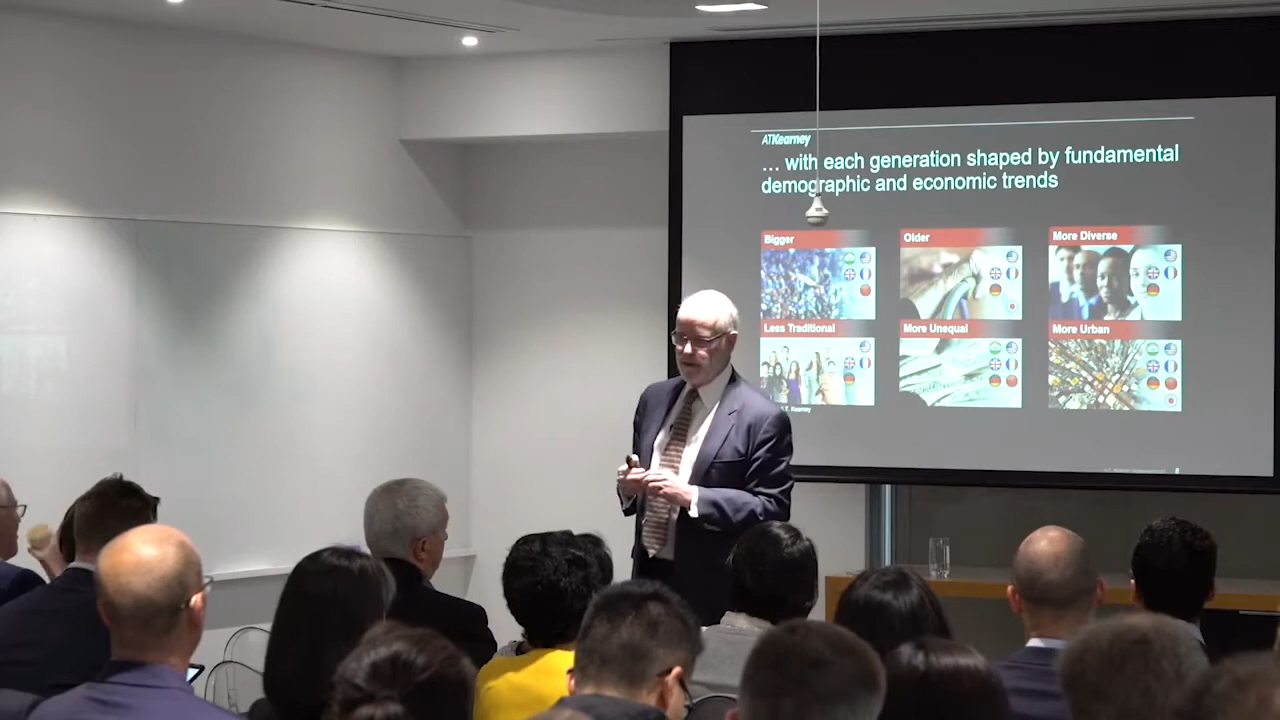 ATKearney
… with each generation shaped by fundamental
demographic and economic trends
Bigger
Older
More Diverse
Less Traditional
More Unequal
More Urban
A.T. Kearney